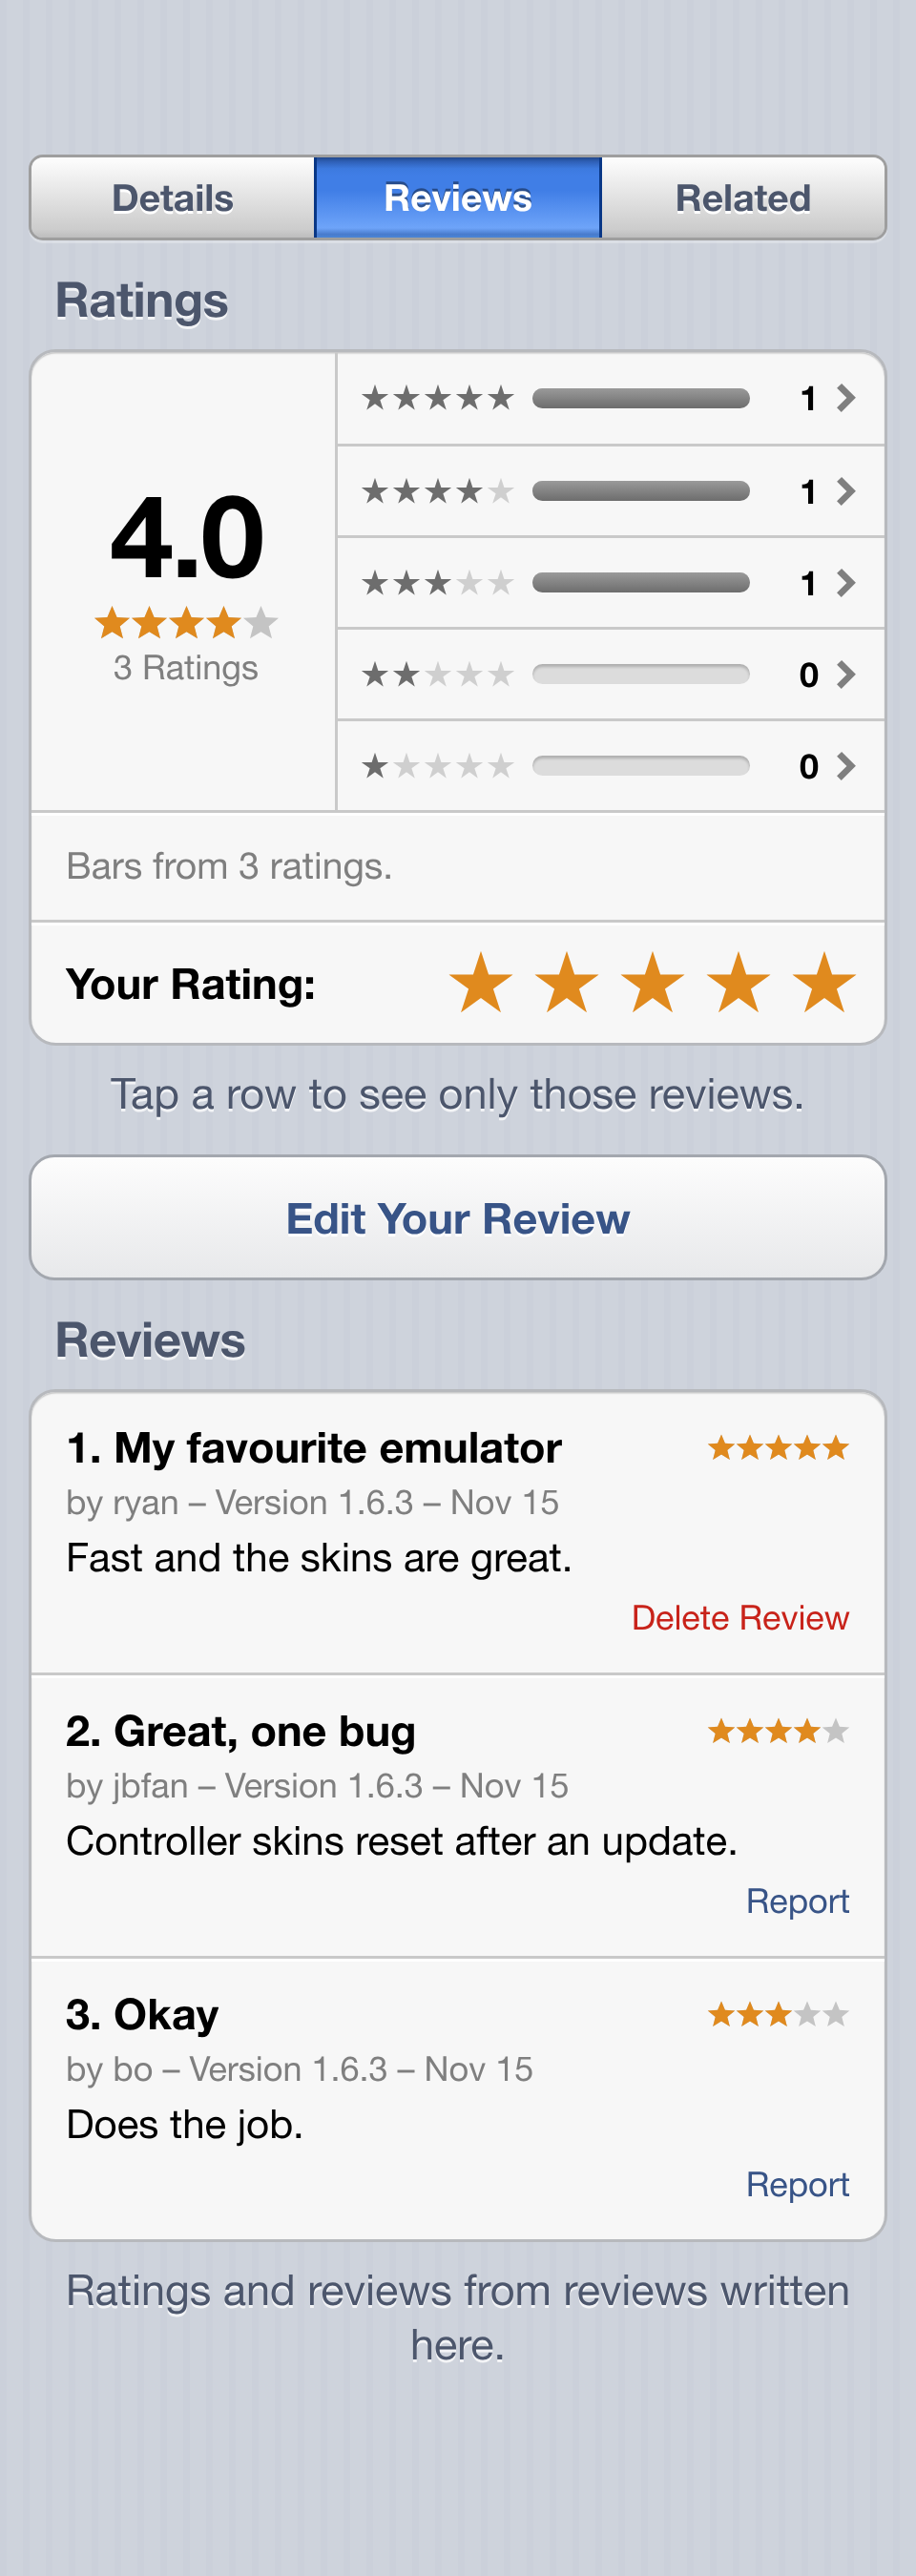 Details
Reviews
Related
Ratings
4.0
3 Ratings
1
1
1
0
0
Bars from 3 ratings.
Your Rating:
Tap a row to see only those reviews.
Edit Your Review
Reviews
1. My favourite emulator
by ryan – Version 1.6.3 – Nov 15
Fast and the skins are great.
Delete Review
2. Great, one bug
by jbfan – Version 1.6.3 – Nov 15
Controller skins reset after an update.
Report
3. Okay
by bo – Version 1.6.3 – Nov 15
Does the job.
Report
Ratings and reviews from reviews written
here.